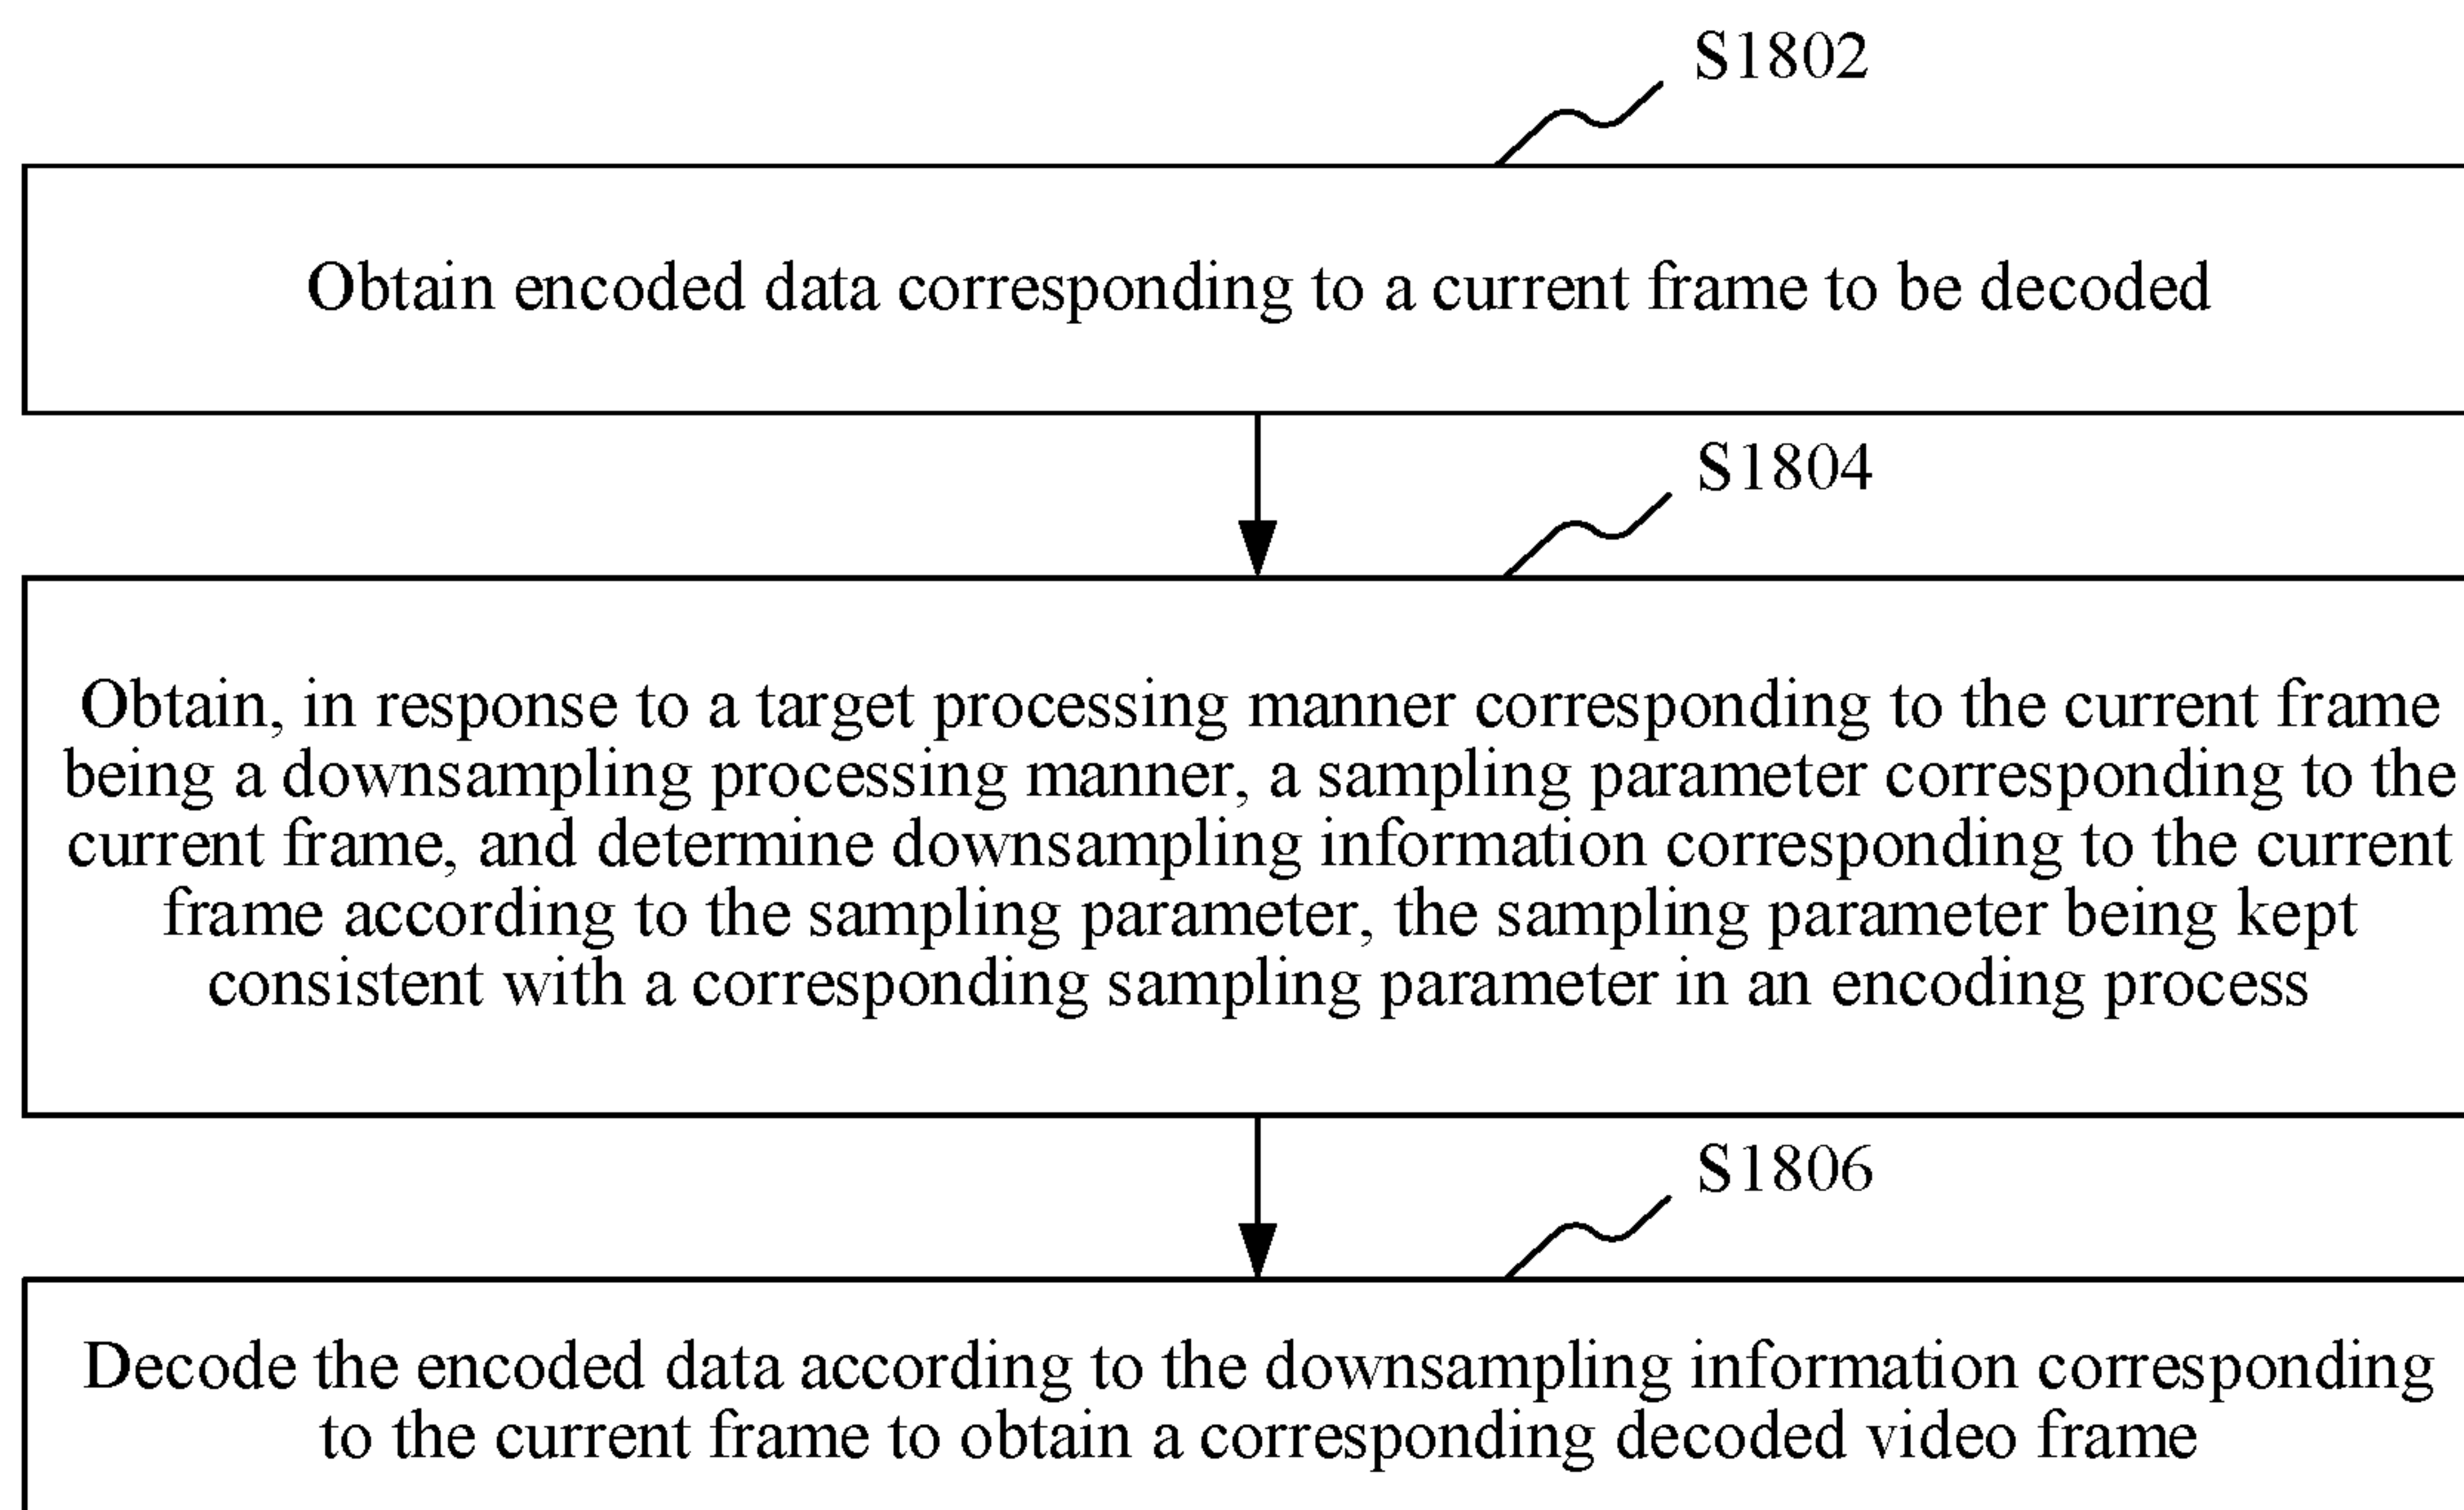 S1802
Obtain encoded data corresponding to a current frame to be decoded
S1804
Obtain, in response to a target processing manner corresponding to the current frame
being a downsampling processing manner, a sampling parameter corresponding to the
current frame, and determine downsampling information corresponding to the current
frame according to the sampling parameter, the sampling parameter being kept
consistent with a corresponding sampling parameter in an encoding process
S1806
Decode the encoded data according to the downsampling information corresponding
to the current frame to obtain a corresponding decoded video frame